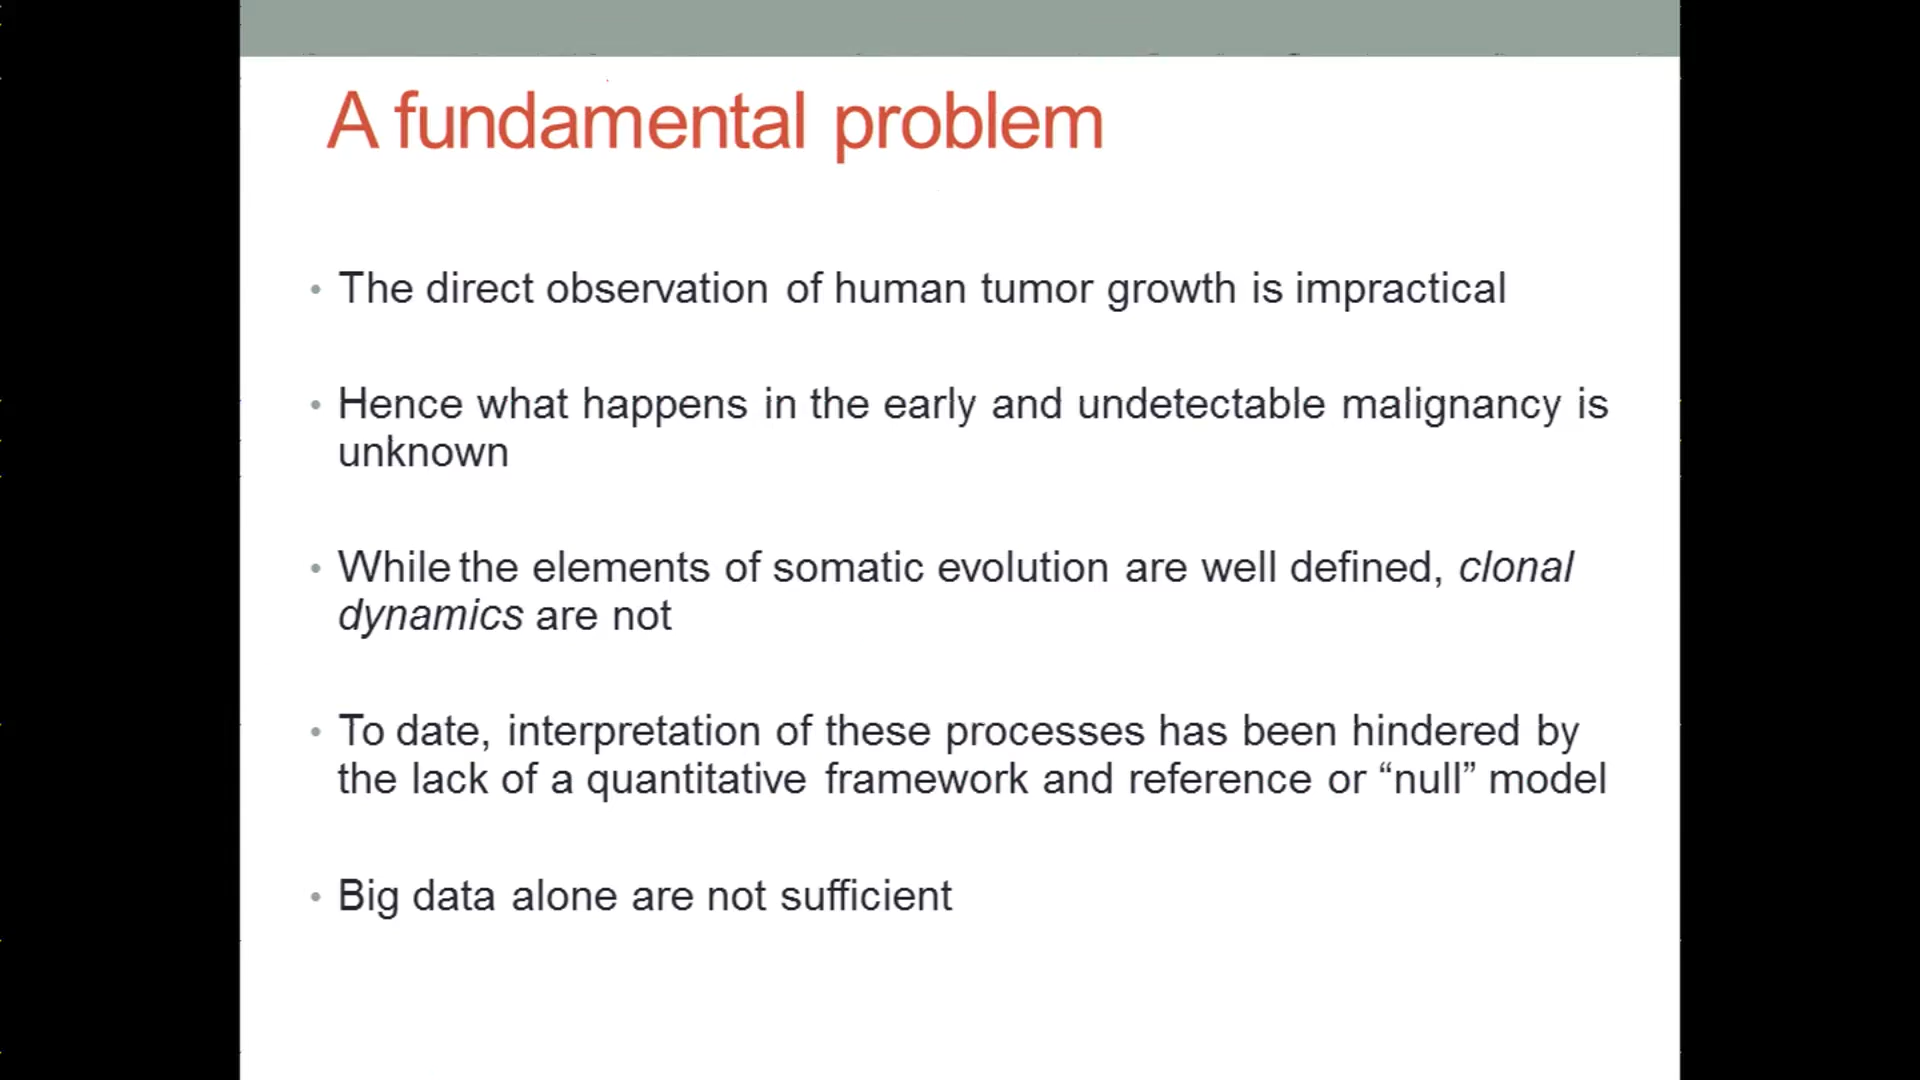 A fundamental problem
• The direct observation of human tumor growth is impractical
• Hence what happens in the early and undetectable malignancy is
unknown
• While the elements of somatic evolution are well defined, clonal
dynamics are not
• To date, interpretation of these processes has been hindered by
the lack of a quantitative framework and reference or “null” model
• Big data alone are not sufficient